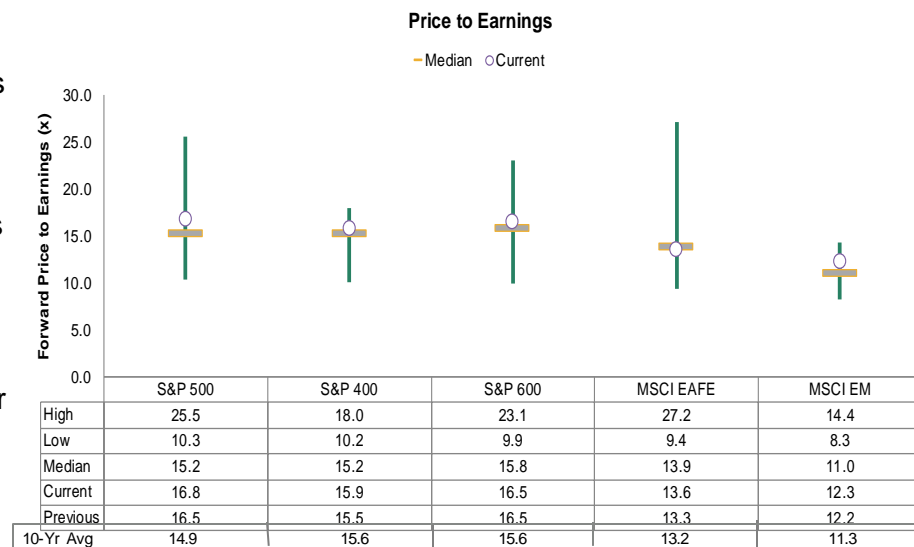 Price to Earnings
Median Current
s
s
r
Forward Price to Earnings (x)
30.0
25.0
20.0
15.0
10.0
5.0
0.0
S&P 500 S&P 400 S&P 600 MSCI EAFE MSCI EM
High 25.5 18.0 23.1 27.2 14.4
Low 10.3 10.2 9.9 9.4 8.3
Median 15.2 15.2 15.8 13.9 11.0
Current 16.8 15.9 16.5 13.6 12.3
Previous 16.5 15.5 16.5 13.3 12.2
10-Yr Avg 14.9 15.6 15.6 13.2 11.3